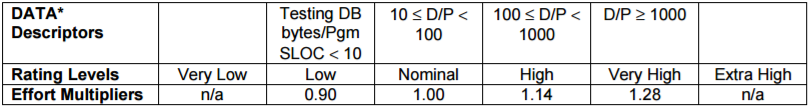 DATA* Descriptors | | Testing DB bytes/Pgm SLOC < 10 | 10 ≤ D/P < 100 | 100 ≤ D/P < 1000 | D/P ≥ 1000 |
Rating Levels | Very Low | Low | Nominal | High | Very High | Extra High
Effort Multipliers | n/a | 0.90 | 1.00 | 1.14 | 1.28 | n/a